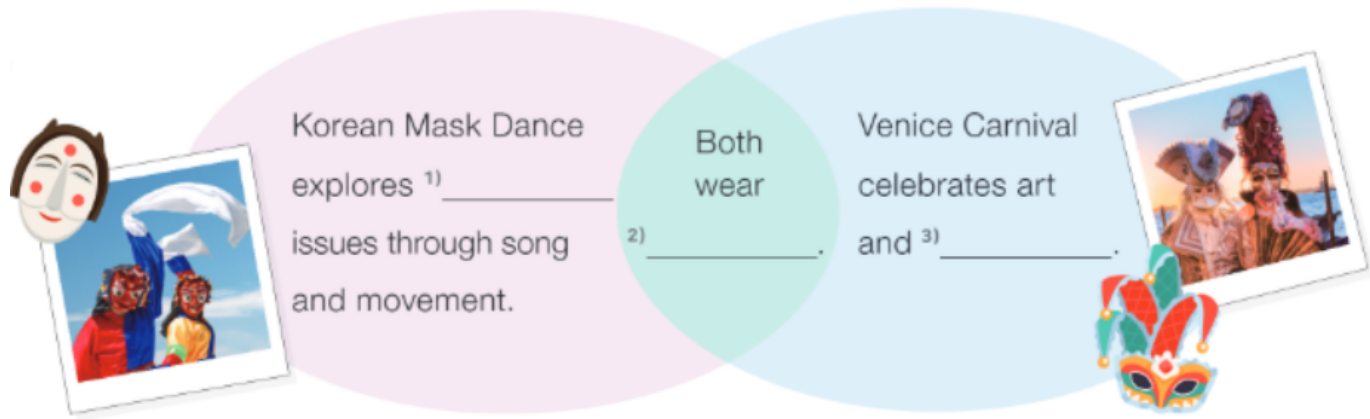 Korean Mask Dance
explores ¹⁾__________
issues through song
and movement.
Both
wear
²⁾__________.
Venice Carnival
celebrates art
and ³⁾__________.